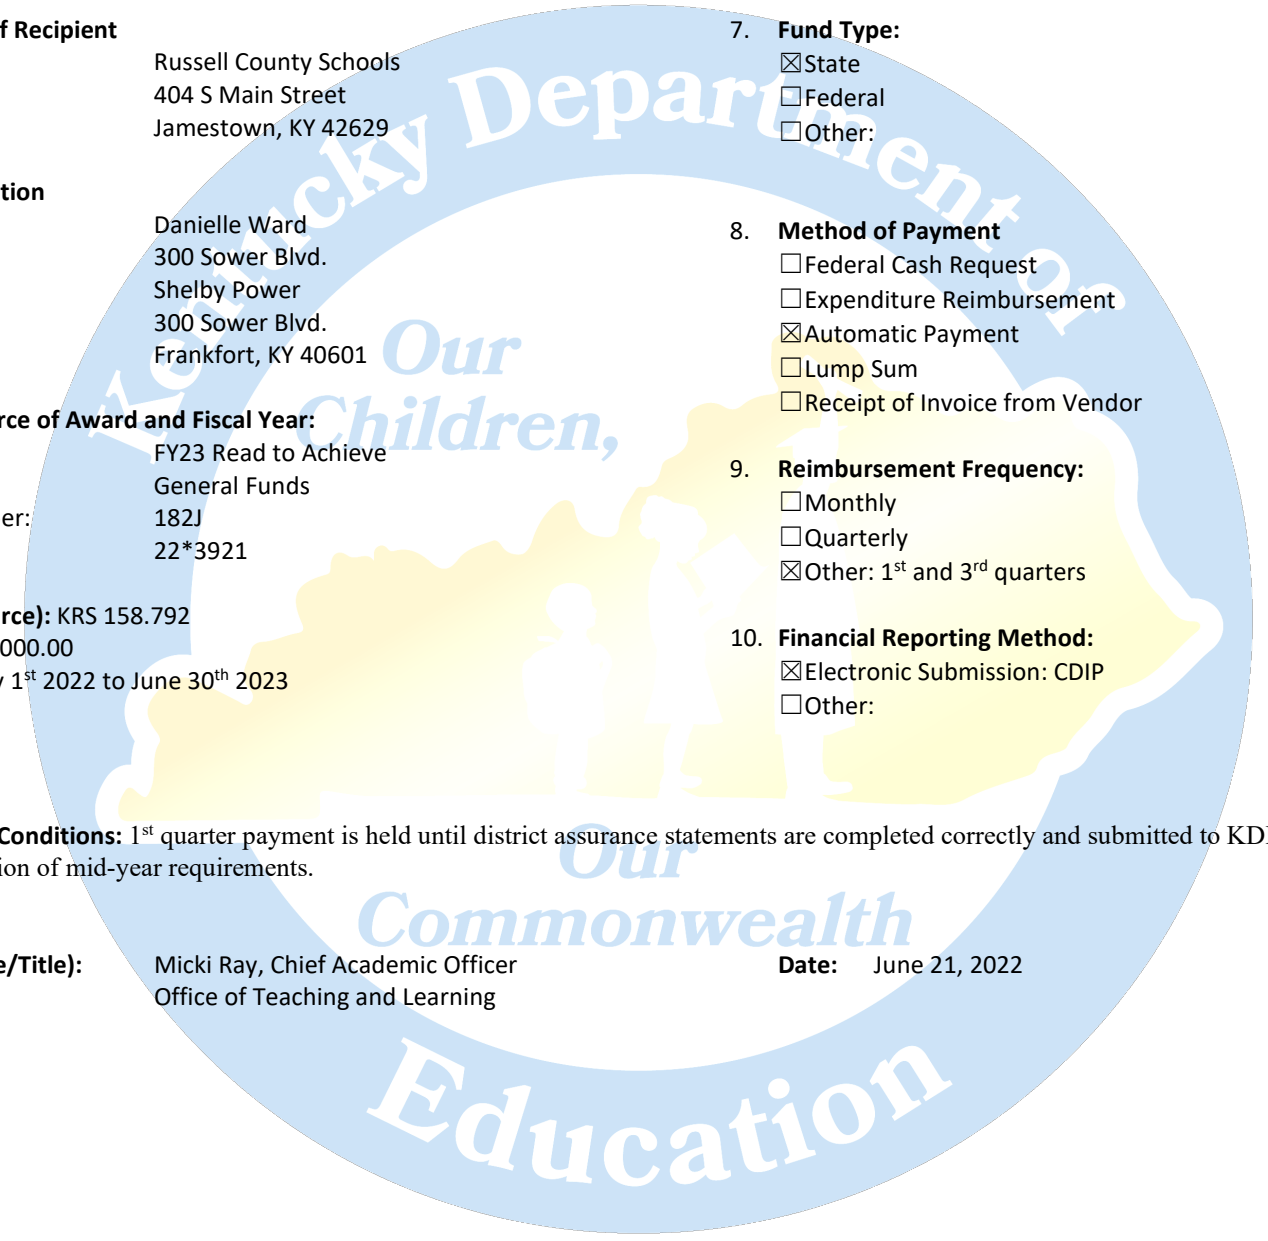 f Recipient
Russell County Schools
404 S Main Street
Jamestown, KY 42629
tion
Danielle Ward
300 Sower Blvd.
Shelby Power
300 Sower Blvd.
Frankfort, KY 40601
rce of Award and Fiscal Year:
FY23 Read to Achieve
General Funds
er: 182J
22*3921
rce): KRS 158.792
000.00
y 1st 2022 to June 30th 2023
7. Fund Type:
☒State
☐Federal
☐Other:
8. Method of Payment
☐Federal Cash Request
☐Expenditure Reimbursement
☒Automatic Payment
☐Lump Sum
☐Receipt of Invoice from Vendor
9. Reimbursement Frequency:
☐Monthly
☐Quarterly
☒Other: 1st and 3rd quarters
10. Financial Reporting Method:
☒Electronic Submission: CDIP
☐Other:
Conditions: 1st quarter payment is held until district assurance statements are completed correctly and submitted to KD
ion of mid-year requirements.
e/Title): Micki Ray, Chief Academic Officer Date: June 21, 2022
Office of Teaching and Learning
Kentucky Department of
Education
Our
Children,
Our
Commonwealth